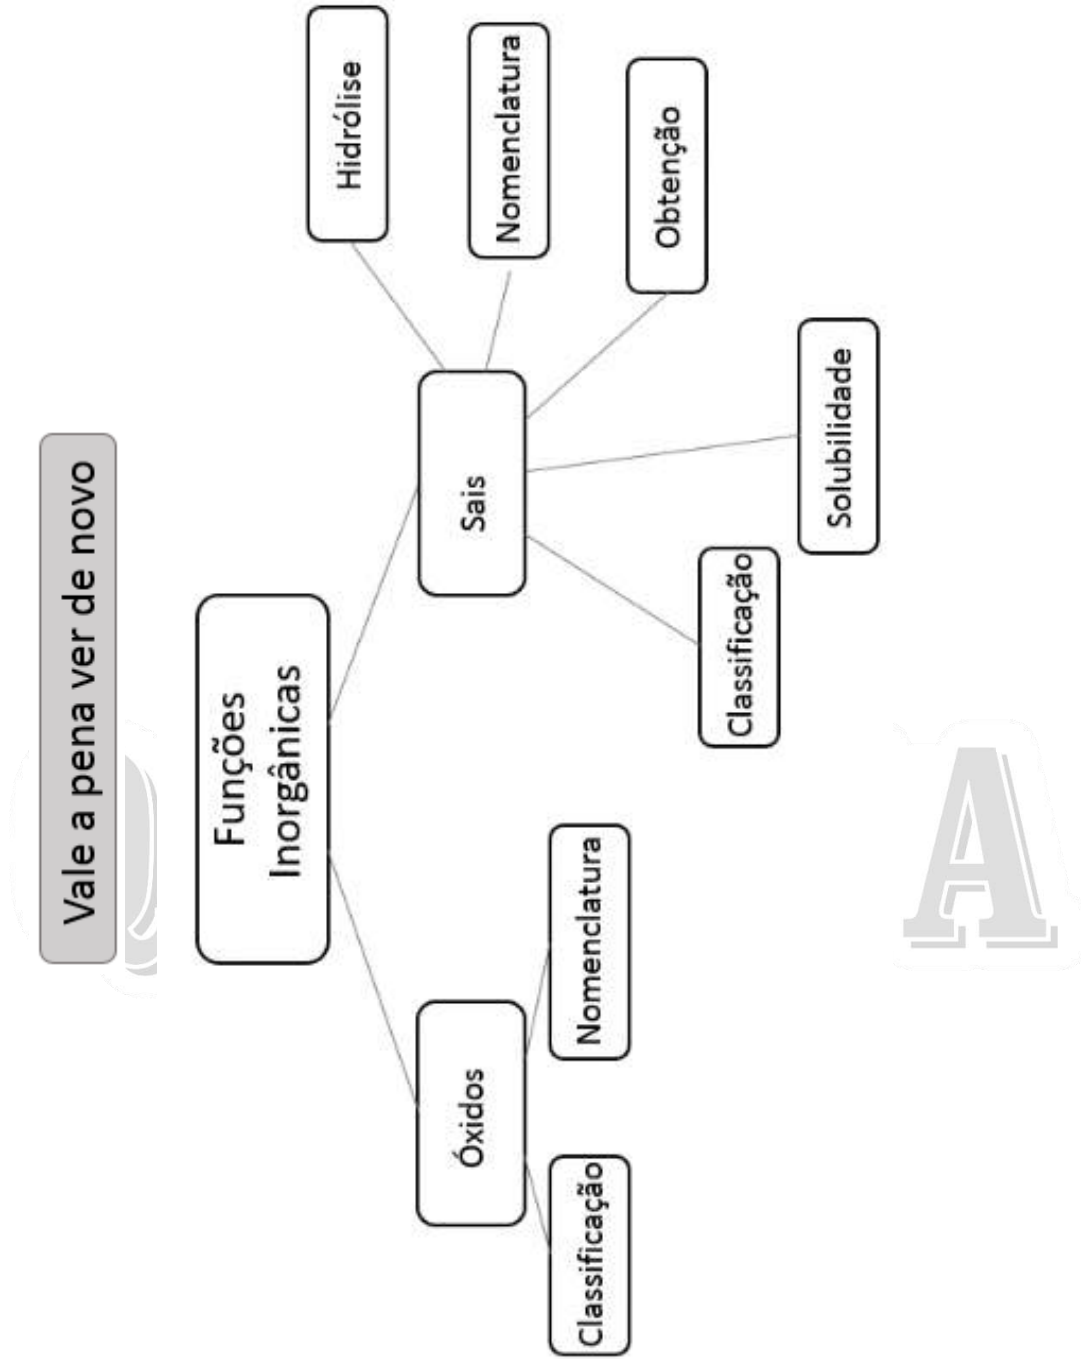 Vale a pena ver de novo
Funções
Inorgânicas
Óxidos
Sais
Classificação
Nomenclatura
Classificação
Solubilidade
Obtenção
Nomenclatura
Hidrólise
A